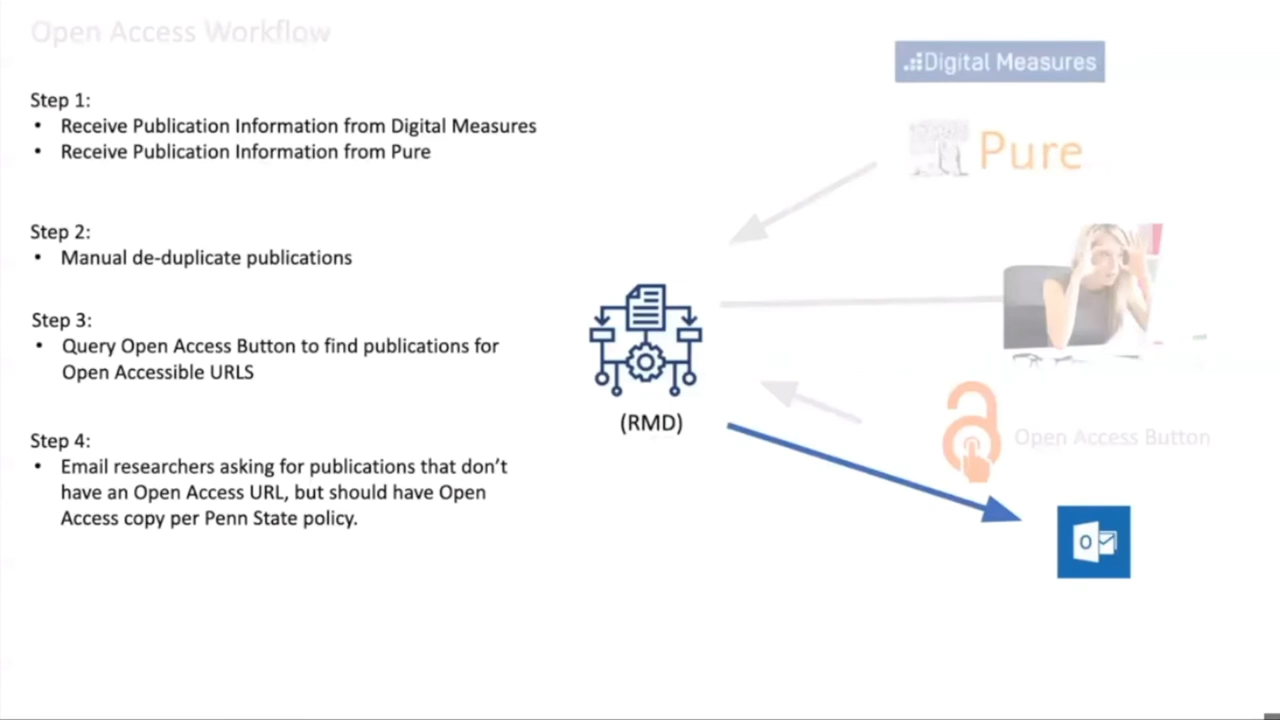 Open Access Workflow
Digital Measures
Step 1:
• Receive Publication Information from Digital Measures
• Receive Publication Information from Pure
Pure
Step 2:
• Manual de-duplicate publications
Step 3:
• Query Open Access Button to find publications for
Open Accessible URLS
(RMD)
Open Access Button
Step 4:
• Email researchers asking for publications that don't
have an Open Access URL, but should have Open
Access copy per Penn State policy.
O